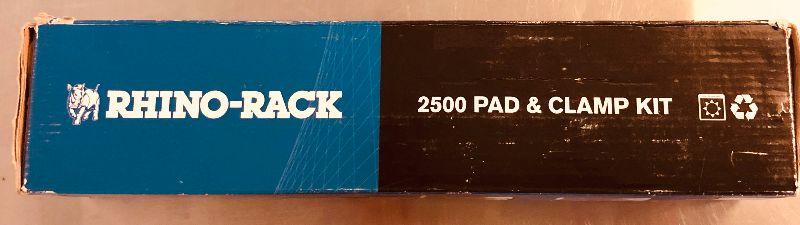 RHINO-RACK
2500 PAD & CLAMP KIT